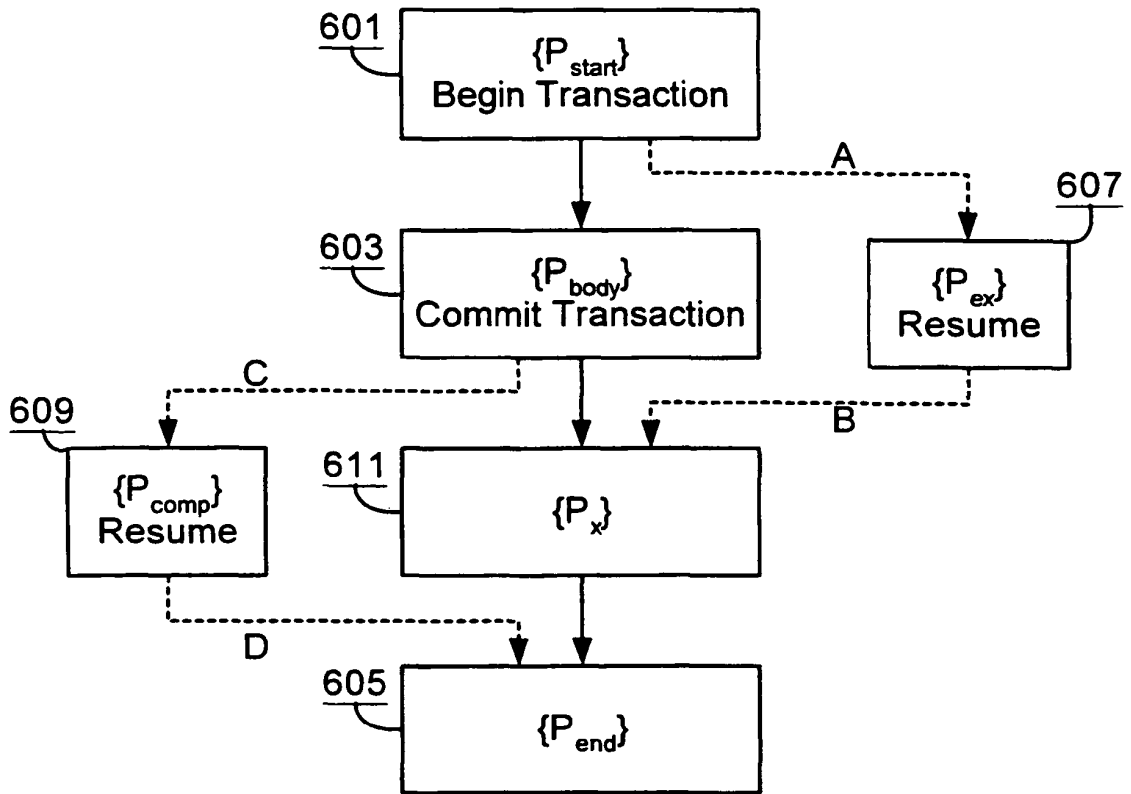 601
{P_start}
Begin Transaction
A
607
603
{P_body}
Commit Transaction
{P_ex}
Resume
C
B
609
611
{P_comp}
Resume
{P_x}
D
605
{P_end}